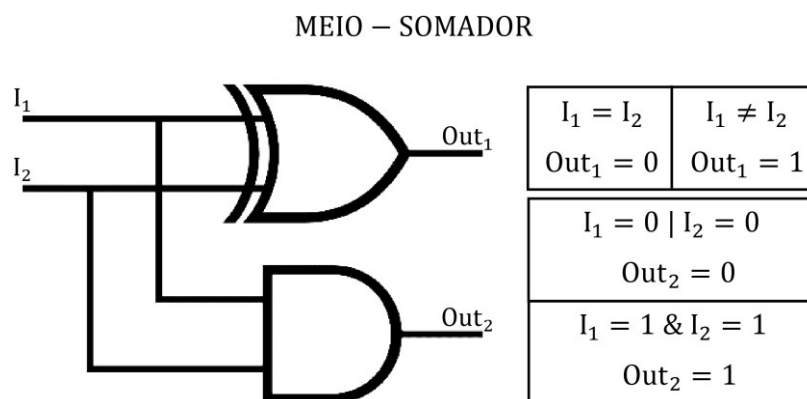 MEIO – SOMADOR
I₁
I₂
Out₁
Out₂
I₁ = I₂
Out₁ = 0
I₁ ≠ I₂
Out₁ = 1
I₁ = 0 | I₂ = 0
Out₂ = 0
I₁ = 1 & I₂ = 1
Out₂ = 1